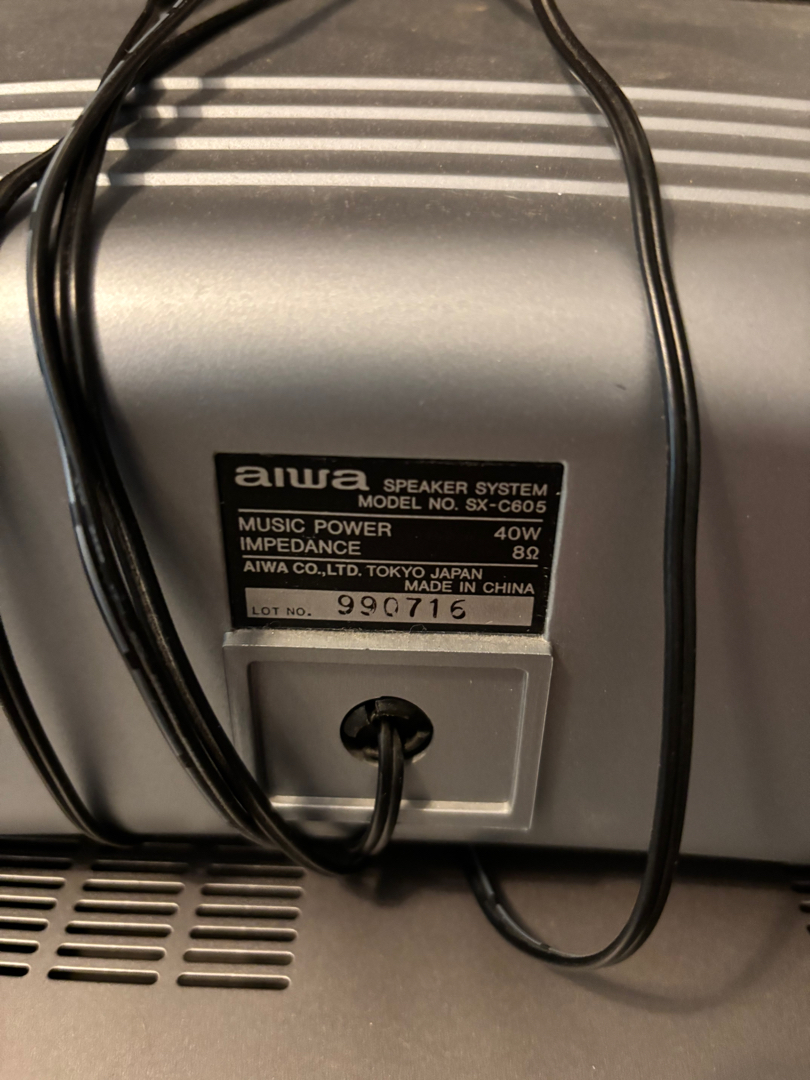 aiwa SPEAKER SYSTEM
MODEL NO. SX-C605
MUSIC POWER 40W
IMPEDANCE 8Ω
AIWA CO.,LTD. TOKYO JAPAN
MADE IN CHINA
LOT NO. 990716